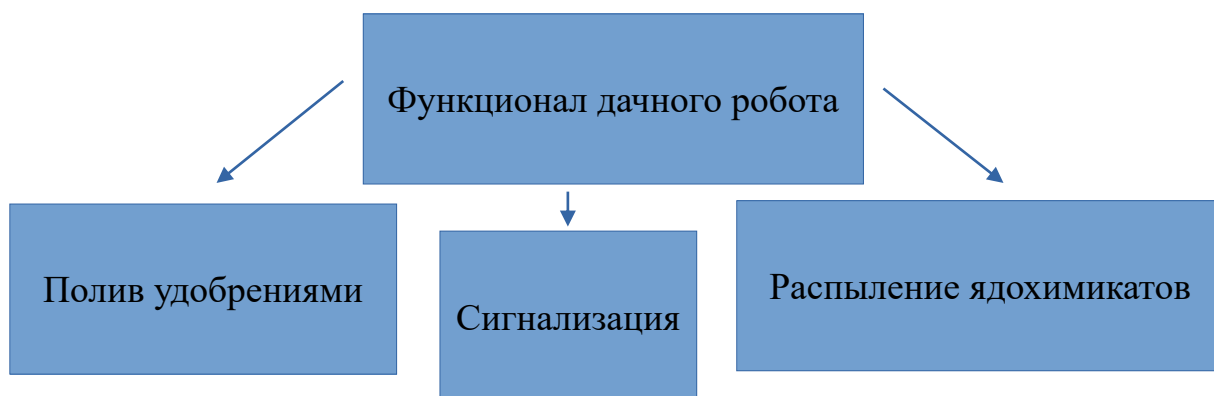 Функционал дачного робота
Полив удобрениями
Сигнализация
Распыление ядохимикатов